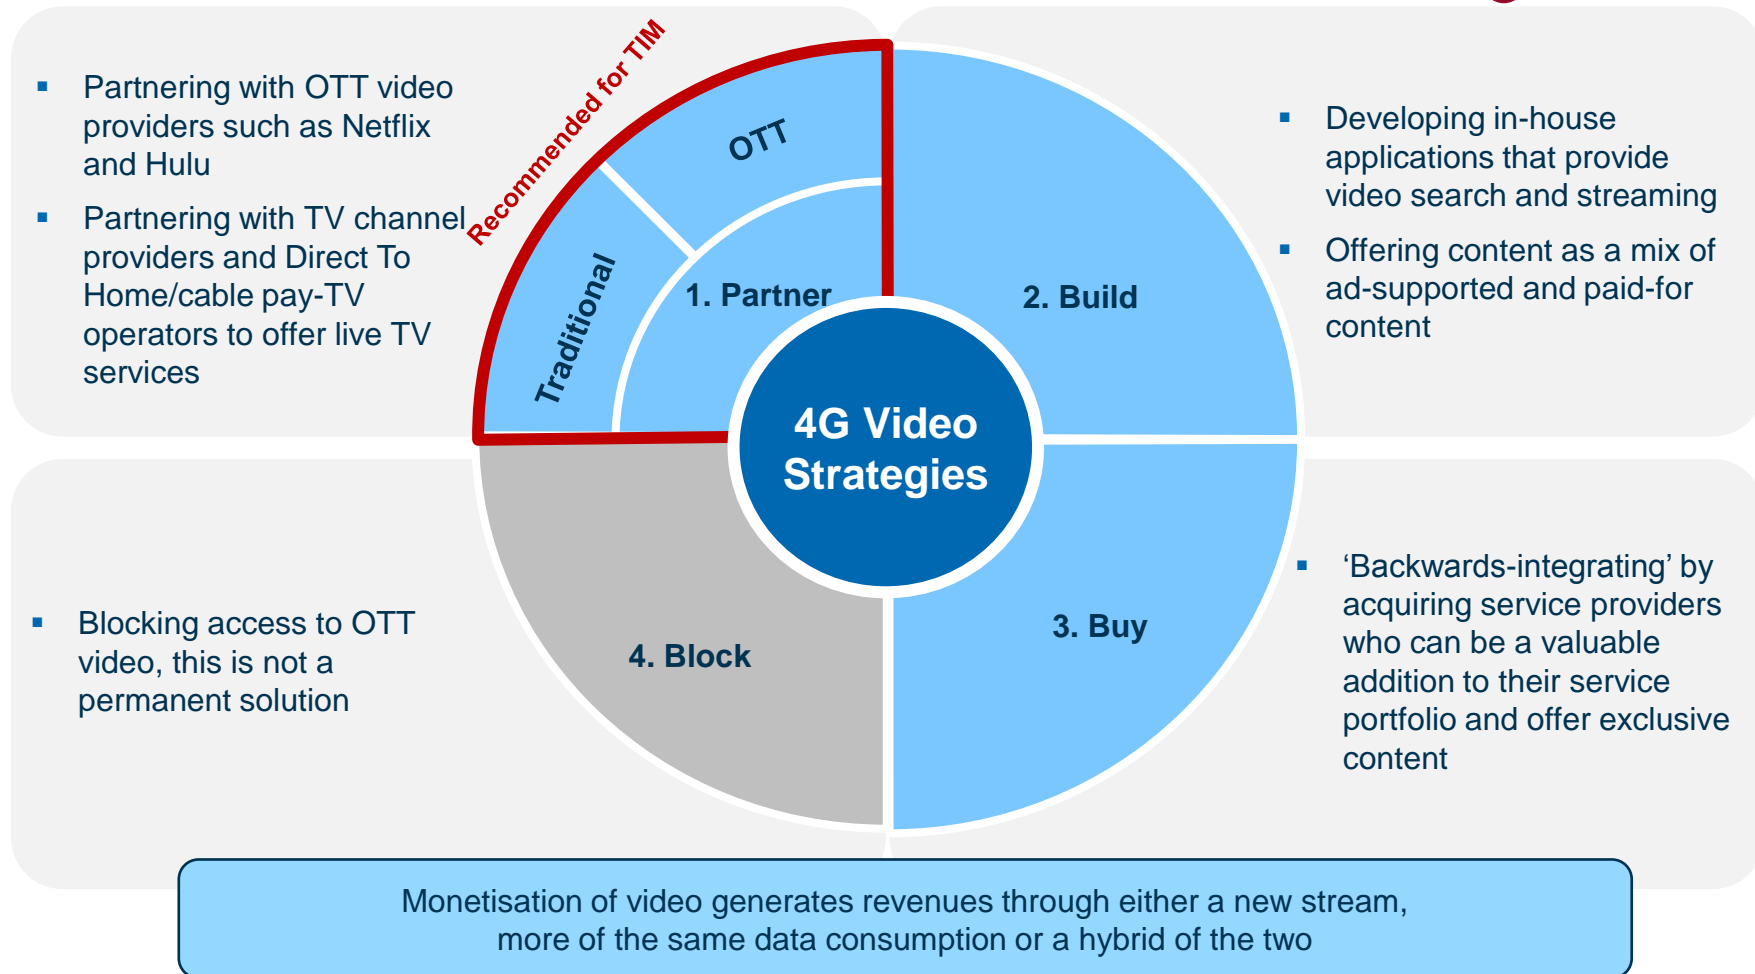 ▪ Partnering with OTT video
providers such as Netflix
and Hulu
▪ Partnering with TV channel
providers and Direct To
Home/cable pay-TV
operators to offer live TV
services
Recommended for TIM
OTT
Traditional
1. Partner
2. Build
▪ Developing in-house
applications that provide
video search and streaming
▪ Offering content as a mix of
ad-supported and paid-for
content
4G Video
Strategies
▪ Blocking access to OTT
video, this is not a
permanent solution
4. Block
3. Buy
▪ ‘Backwards-integrating’ by
acquiring service providers
who can be a valuable
addition to their service
portfolio and offer exclusive
content
Monetisation of video generates revenues through either a new stream,
more of the same data consumption or a hybrid of the two